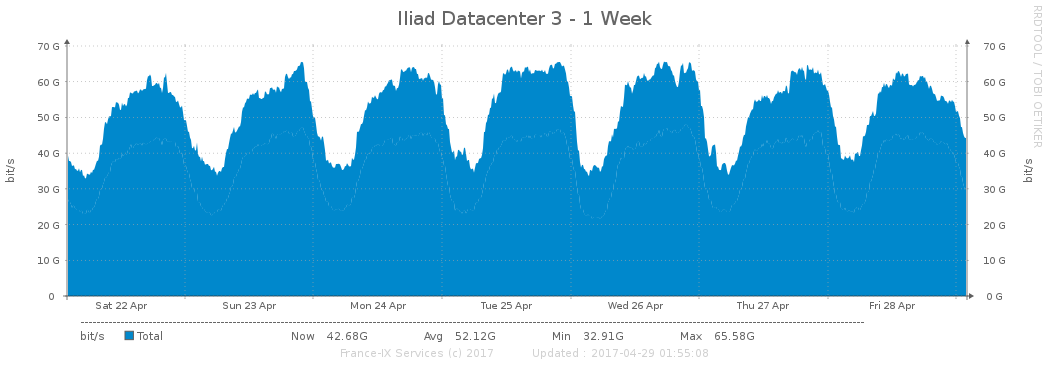 Iliad Datacenter 3 - 1 Week
RRDTOOL / TOBI OETIKER
bit/s
70 G 70 G
60 G 60 G
50 G 50 G
40 G 40 G
30 G 30 G
20 G 20 G
10 G 10 G
0 0 G
bit/s
Sat 22 Apr Sun 23 Apr Mon 24 Apr Tue 25 Apr Wed 26 Apr Thu 27 Apr Fri 28 Apr
bit/s Total Now 42.68G Avg 52.12G Min 32.91G Max 65.58G
France-IX Services (c) 2017 Updated : 2017-04-29 01:55:08